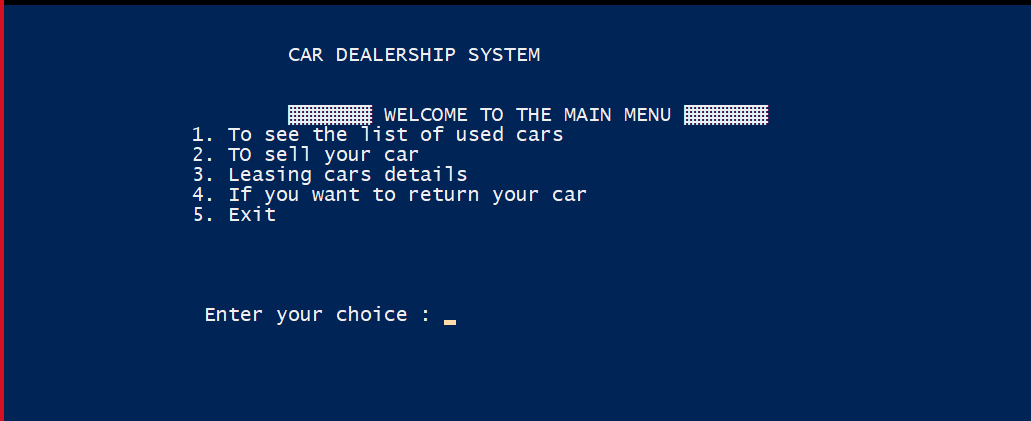 CAR DEALERSHIP SYSTEM
▓▓▓▓▓▓▓ WELCOME TO THE MAIN MENU ▓▓▓▓▓▓▓
1. To see the list of used cars
2. TO sell your car
3. Leasing cars details
4. If you want to return your car
5. Exit
Enter your choice : _